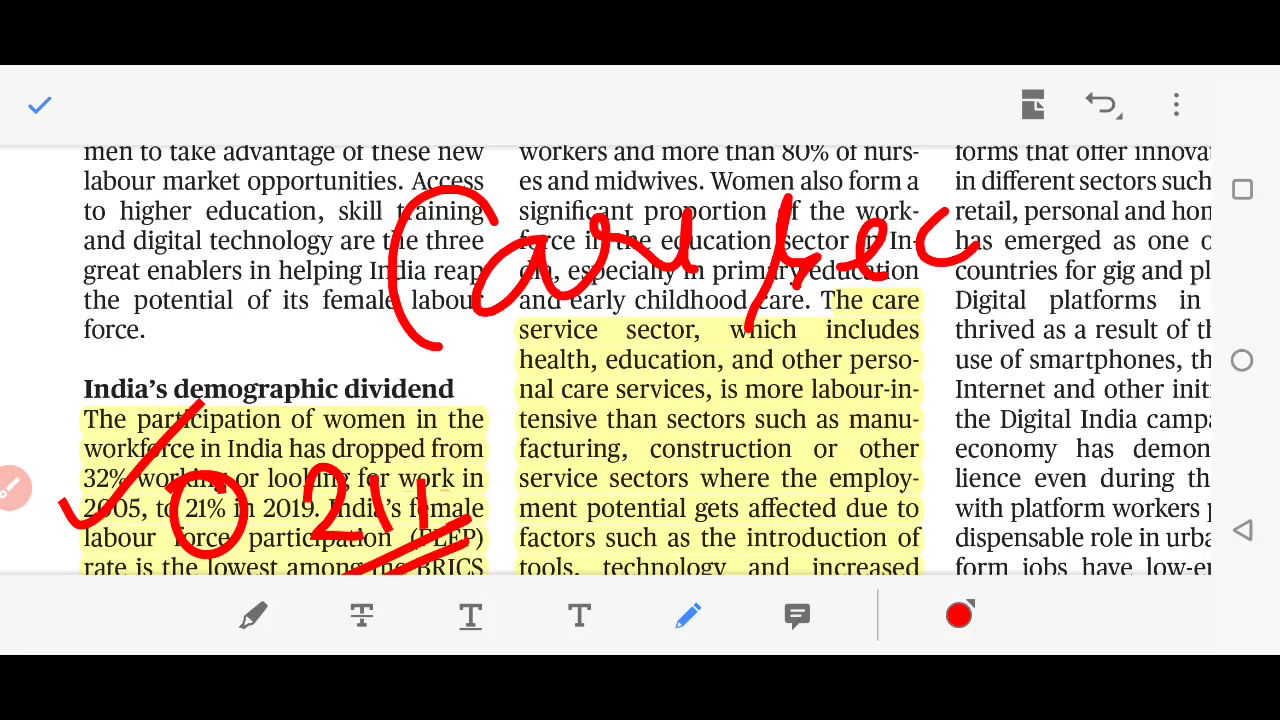 men to take advantage of these new
labour market opportunities. Access
to higher education, skill training
and digital technology are the three
great enablers in helping India reap
the potential of its female labour
force.
India's demographic dividend
The participation of women in the
workforce in India has dropped from
32% working or looking for work in
2005, to 21% in 2019. India's female
labour force participation (FLFP)
rate is the lowest among the BRICS
workers and more than 80% of nurs-
es and midwives. Women also form a
significant proportion of the work-
force in the education sector in In-
dia, especially in primary education
and early childhood care. The care
service sector, which includes
health, education, and other perso-
nal care services, is more labour-in-
tensive than sectors such as manu-
facturing, construction or other
service sectors where the employ-
ment potential gets affected due to
factors such as the introduction of
tools, technology and increased
forms that offer innova
in different sectors such
retail, personal and hon
has emerged as one o
countries for gig and pl
Digital platforms in
thrived as a result of th
use of smartphones, th
Internet and other initi
the Digital India campa
economy has demon
lience even during th
with platform workers p
dispensable role in urba
form jobs have low-en